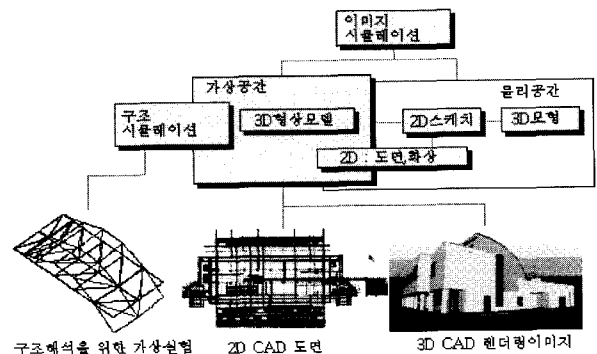 이미지
시뮬레이션
가상공간
물리공간
구조
시뮬레이션
3D형상모델
2D스케치
3D모형
2D : 도면,화상
구조해석을 위한 가상실험
2D CAD 도면
3D CAD 렌더링이미지